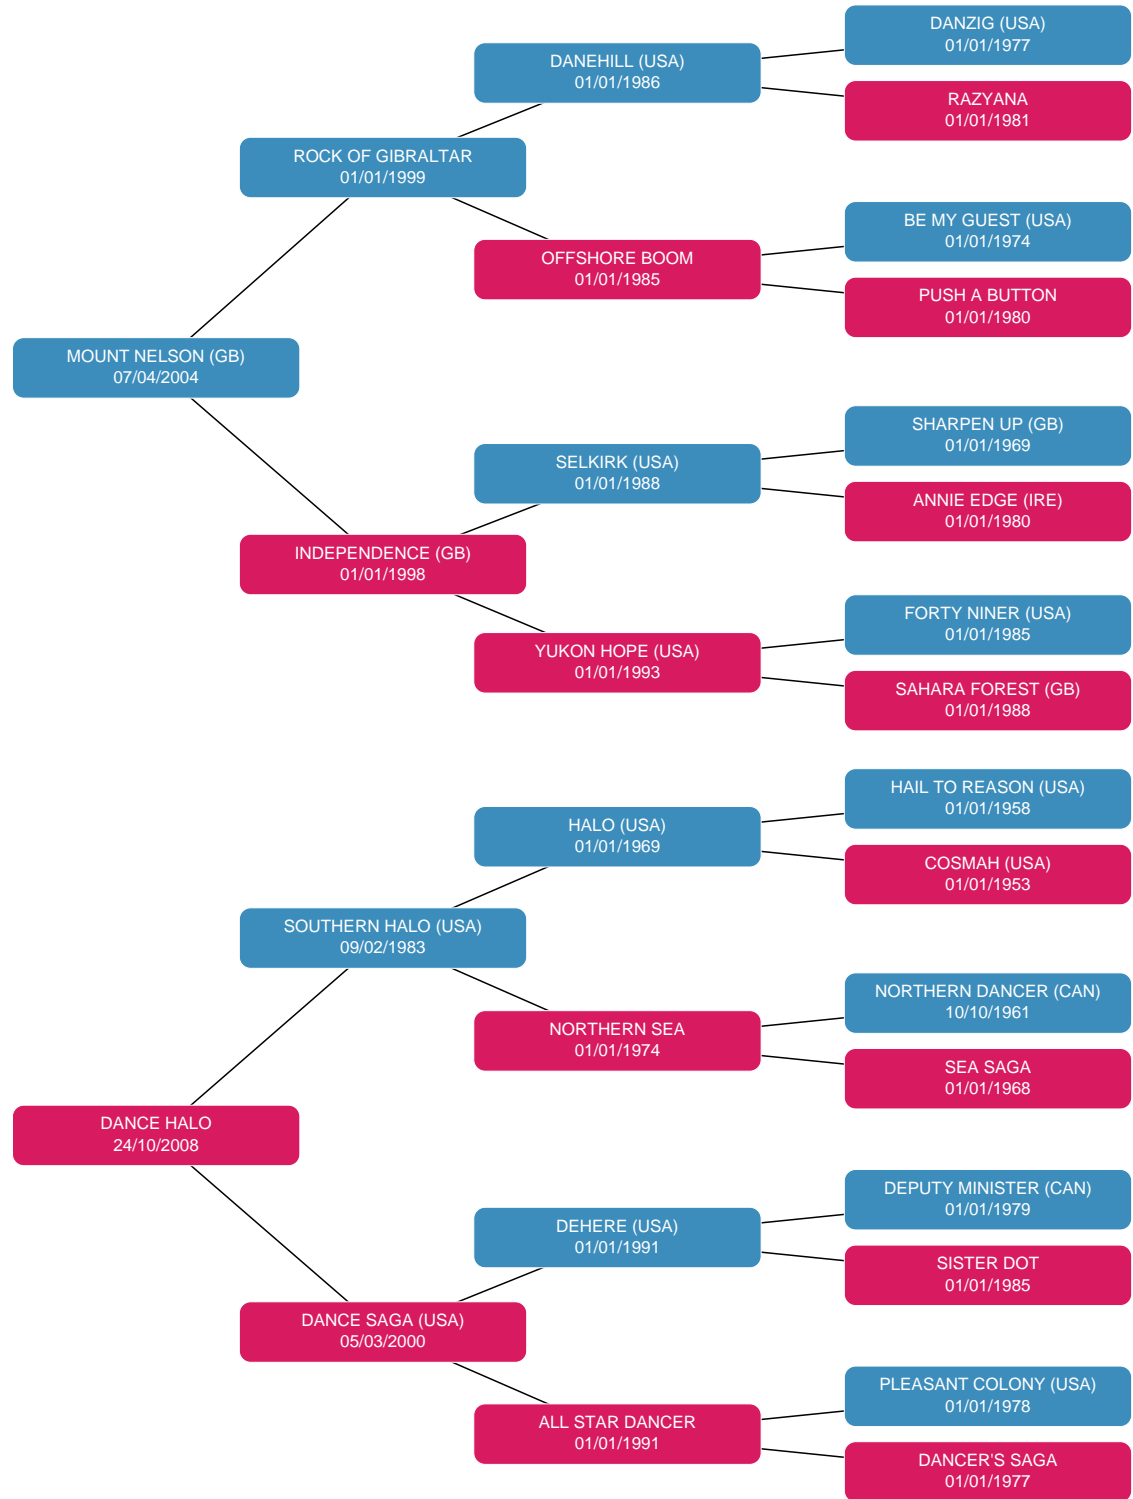 DANZIG (USA)
01/01/1977
DANEHILL (USA)
01/01/1986
RAZYANA
01/01/1981
ROCK OF GIBRALTAR
01/01/1999
BE MY GUEST (USA)
01/01/1974
OFFSHORE BOOM
01/01/1985
PUSH A BUTTON
01/01/1980
MOUNT NELSON (GB)
07/04/2004
SHARPEN UP (GB)
01/01/1969
SELKIRK (USA)
01/01/1988
ANNIE EDGE (IRE)
01/01/1980
INDEPENDENCE (GB)
01/01/1998
FORTY NINER (USA)
01/01/1985
YUKON HOPE (USA)
01/01/1993
SAHARA FOREST (GB)
01/01/1988
HAIL TO REASON (USA)
01/01/1958
HALO (USA)
01/01/1969
COSMAH (USA)
01/01/1953
SOUTHERN HALO (USA)
09/02/1983
NORTHERN DANCER (CAN)
10/10/1961
NORTHERN SEA
01/01/1974
SEA SAGA
01/01/1968
DANCE HALO
24/10/2008
DEPUTY MINISTER (CAN)
01/01/1979
DEHERE (USA)
01/01/1991
SISTER DOT
01/01/1985
DANCE SAGA (USA)
05/03/2000
PLEASANT COLONY (USA)
01/01/1978
ALL STAR DANCER
01/01/1991
DANCER'S SAGA
01/01/1977